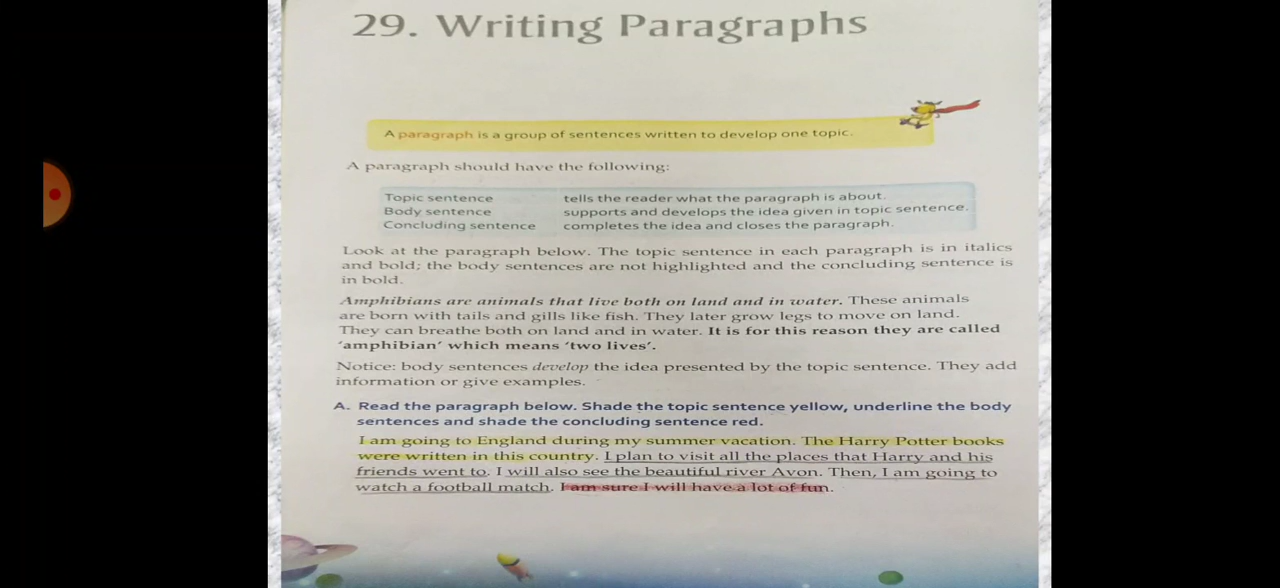 29. Writing Paragraphs
A paragraph is a group of sentences written to develop one topic.
A paragraph should have the following:
Topic sentence tells the reader what the paragraph is about.
Body sentence supports and develops the idea given in topic sentence.
Concluding sentence completes the idea and closes the paragraph.
Look at the paragraph below. The topic sentence in each paragraph is in italics
and bold; the body sentences are not highlighted and the concluding sentence is
in bold.
Amphibians are animals that live both on land and in water. These animals
are born with tails and gills like fish. They later grow legs to move on land.
They can breathe both on land and in water. It is for this reason they are called
‘amphibian’ which means ‘two lives’.
Notice: body sentences develop the idea presented by the topic sentence. They add
information or give examples.
A. Read the paragraph below. Shade the topic sentence yellow, underline the body
sentences and shade the concluding sentence red.
I am going to England during my summer vacation. The Harry Potter books
were written in this country. I plan to visit all the places that Harry and his
friends went to. I will also see the beautiful river Avon. Then, I am going to
watch a football match. I am sure I will have a lot of fun.